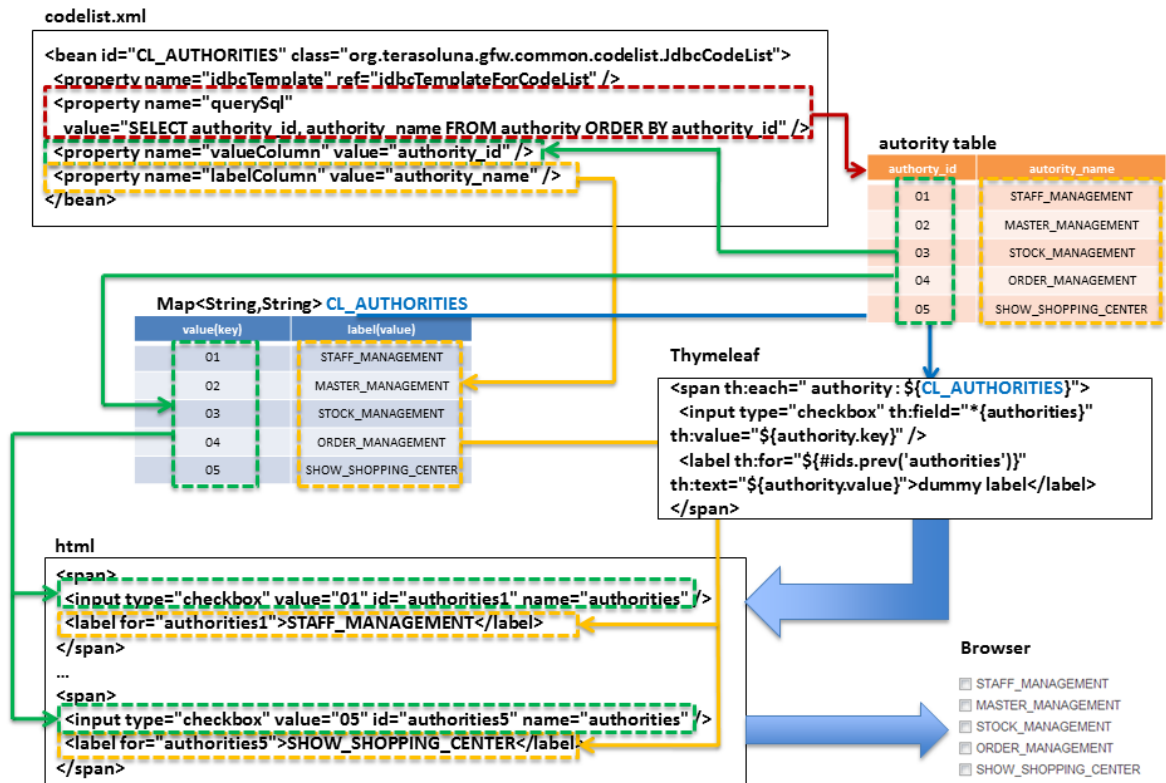 codelist.xml
<bean id="CL_AUTHORITIES" class="org.terasoluna.gfw.common.codelist.JdbcCodeList">
<property name="jdbcTemplate" ref="jdbcTemplateForCodeList" />
<property name="querySql"
value="SELECT authority_id, authority_name FROM authority ORDER BY authority_id" />
<property name="valueColumn" value="authority_id" />
<property name="labelColumn" value="authority_name" />
</bean>
autority table
authorty_id autority_name
01 STAFF_MANAGEMENT
02 MASTER_MANAGEMENT
03 STOCK_MANAGEMENT
04 ORDER_MANAGEMENT
05 SHOW_SHOPPING_CENTER
Map<String,String> CL_AUTHORITIES
value(key) label(value)
01 STAFF_MANAGEMENT
02 MASTER_MANAGEMENT
03 STOCK_MANAGEMENT
04 ORDER_MANAGEMENT
05 SHOW_SHOPPING_CENTER
Thymeleaf
<span th:each=" authority : ${CL_AUTHORITIES}">
<input type="checkbox" th:field="*{authorities}"
th:value="${authority.key}" />
<label th:for="${#ids.prev('authorities')}"
th:text="${authority.value}">dummy label</label>
</span>
html
<span>
<input type="checkbox" value="01" id="authorities1" name="authorities" />
<label for="authorities1">STAFF_MANAGEMENT</label>
</span>
...
<span>
<input type="checkbox" value="05" id="authorities5" name="authorities" />
<label for="authorities5">SHOW_SHOPPING_CENTER</label>
</span>
Browser
STAFF_MANAGEMENT
MASTER_MANAGEMENT
STOCK_MANAGEMENT
ORDER_MANAGEMENT
SHOW_SHOPPING_CENTER